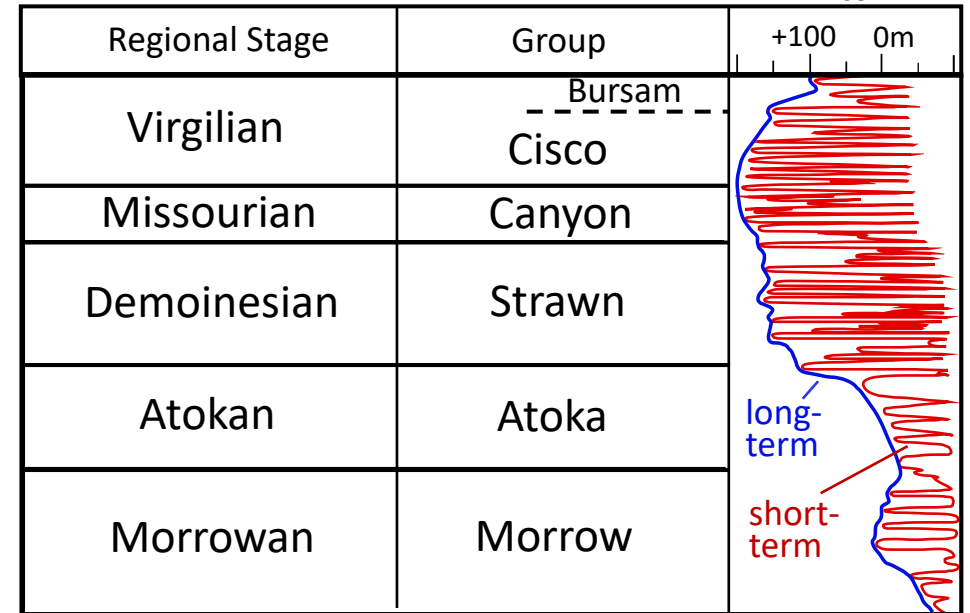 Regional Stage
Group
+100 0m
Bursam
Virgilian
Cisco
Missourian
Canyon
Demoinesian
Strawn
Atokan
Atoka
long-
term
Morrowan
Morrow
short-
term